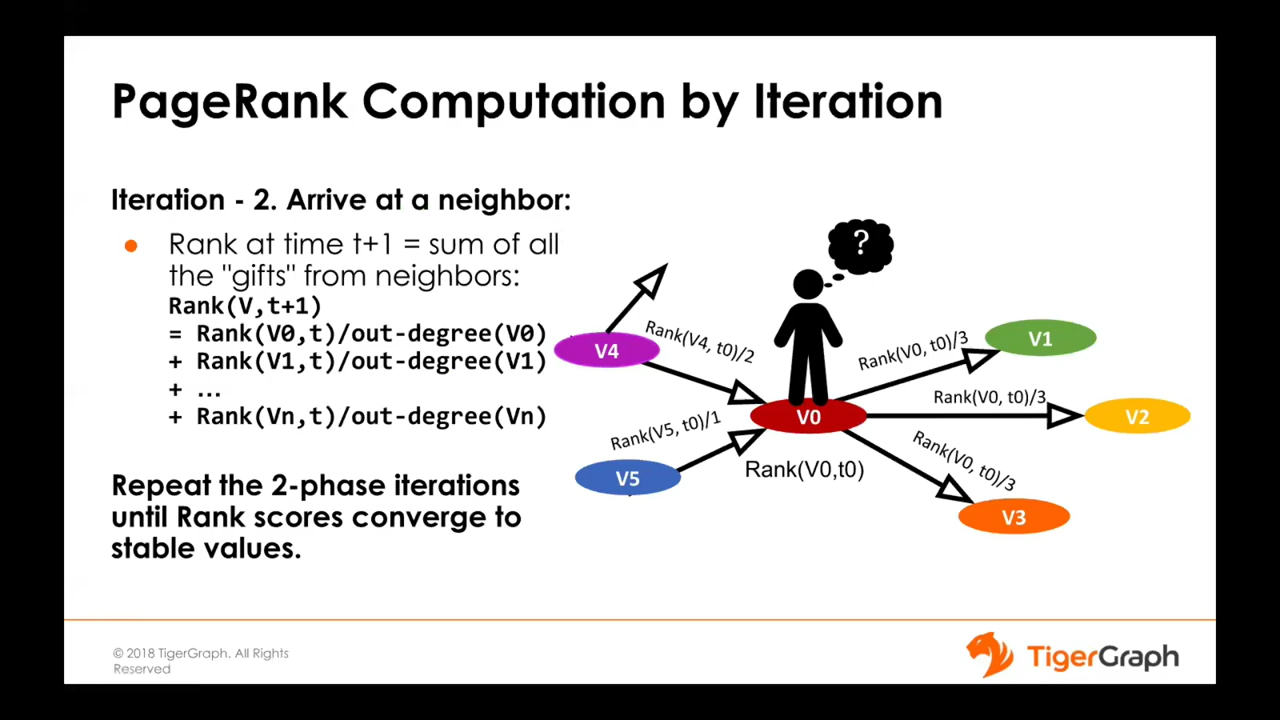 PageRank Computation by Iteration
Iteration - 2. Arrive at a neighbor:
● Rank at time t+1 = sum of all
the "gifts" from neighbors:
Rank(V,t+1)
= Rank(V0,t)/out-degree(V0)
+ Rank(V1,t)/out-degree(V1)
+ …
+ Rank(Vn,t)/out-degree(Vn)
Repeat the 2-phase iterations
until Rank scores converge to
stable values.
?
V4
Rank(V4, t0)/2
Rank(V0, t0)/3
V1
Rank(V0, t0)/3
V0
V2
Rank(V5, t0)/1
Rank(V0,t0)
Rank(V0, t0)/3
V5
V3
© 2018 TigerGraph. All Rights
Reserved
TigerGraph